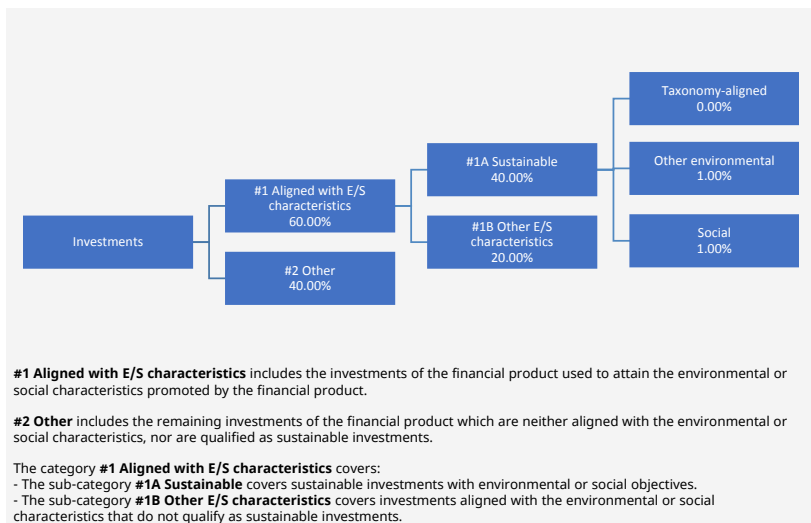 Investments
#1 Aligned with E/S
characteristics
60.00%
#2 Other
40.00%
#1A Sustainable
40.00%
#1B Other E/S
characteristics
20.00%
Taxonomy-aligned
0.00%
Other environmental
1.00%
Social
1.00%
#1 Aligned with E/S characteristics includes the investments of the financial product used to attain the environmental or
social characteristics promoted by the financial product.
#2 Other includes the remaining investments of the financial product which are neither aligned with the environmental or
social characteristics, nor are qualified as sustainable investments.
The category #1 Aligned with E/S characteristics covers:
- The sub-category #1A Sustainable covers sustainable investments with environmental or social objectives.
- The sub-category #1B Other E/S characteristics covers investments aligned with the environmental or social
characteristics that do not qualify as sustainable investments.